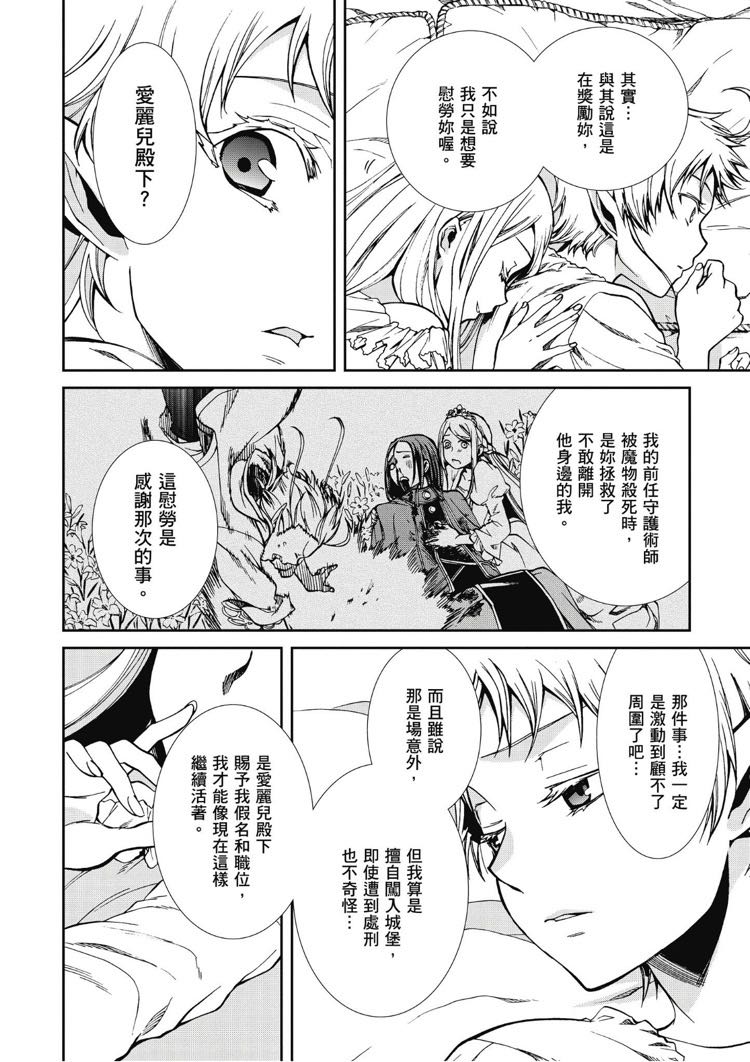 其實…
與其說這是
在獎勵妳，
不如說
我只是想要
慰勞妳喔。
愛麗兒殿下？
我的前任守護術師
被魔物殺死時，
是妳拯救了
不敢離開
他身邊的我。
這慰勞是
感謝那次的事。
那件事…我一定
是激動到顧不了
周圍了吧…
而且雖說
那是場意外，
但我算是
擅自闖入城堡，
即使遭到處刑
也不奇怪…
是愛麗兒殿下
賜予我假名和職位，
我才能像現在這樣
繼續活著。